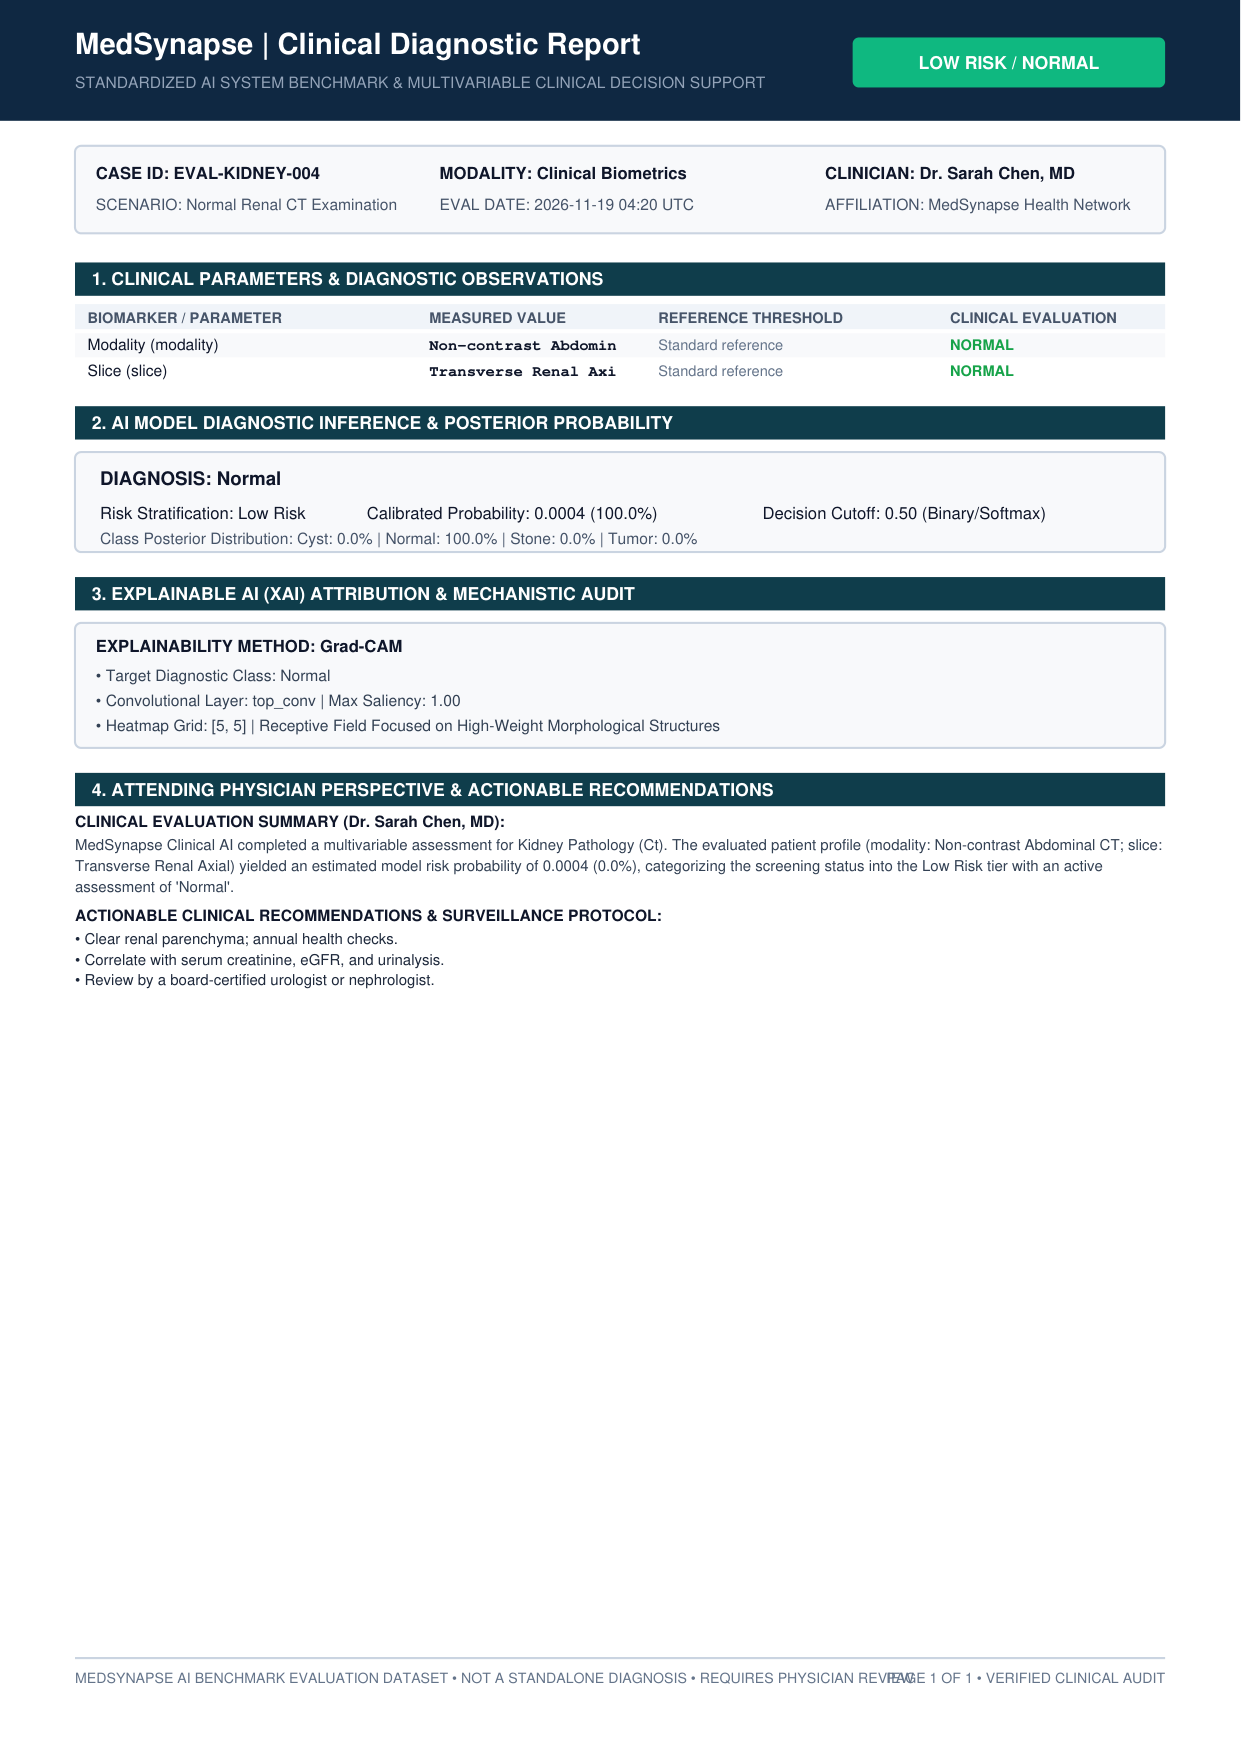 MedSynapse | Clinical Diagnostic Report
STANDARDIZED AI SYSTEM BENCHMARK & MULTIVARIABLE CLINICAL DECISION SUPPORT
LOW RISK / NORMAL
CASE ID: EVAL-KIDNEY-004 MODALITY: Clinical Biometrics CLINICIAN: Dr. Sarah Chen, MD
SCENARIO: Normal Renal CT Examination EVAL DATE: 2026-11-19 04:20 UTC AFFILIATION: MedSynapse Health Network
1. CLINICAL PARAMETERS & DIAGNOSTIC OBSERVATIONS
BIOMARKER / PARAMETER MEASURED VALUE REFERENCE THRESHOLD CLINICAL EVALUATION
Modality (modality) Non-contrast Abdomin Standard reference NORMAL
Slice (slice) Transverse Renal Axi Standard reference NORMAL
2. AI MODEL DIAGNOSTIC INFERENCE & POSTERIOR PROBABILITY
DIAGNOSIS: Normal
Risk Stratification: Low Risk Calibrated Probability: 0.0004 (100.0%) Decision Cutoff: 0.50 (Binary/Softmax)
Class Posterior Distribution: Cyst: 0.0% | Normal: 100.0% | Stone: 0.0% | Tumor: 0.0%
3. EXPLAINABLE AI (XAI) ATTRIBUTION & MECHANISTIC AUDIT
EXPLAINABILITY METHOD: Grad-CAM
• Target Diagnostic Class: Normal
• Convolutional Layer: top_conv | Max Saliency: 1.00
• Heatmap Grid: [5, 5] | Receptive Field Focused on High-Weight Morphological Structures
4. ATTENDING PHYSICIAN PERSPECTIVE & ACTIONABLE RECOMMENDATIONS
CLINICAL EVALUATION SUMMARY (Dr. Sarah Chen, MD):
MedSynapse Clinical AI completed a multivariable assessment for Kidney Pathology (Ct). The evaluated patient profile (modality: Non-contrast Abdominal CT; slice:
Transverse Renal Axial) yielded an estimated model risk probability of 0.0004 (0.0%), categorizing the screening status into the Low Risk tier with an active
assessment of 'Normal'.
ACTIONABLE CLINICAL RECOMMENDATIONS & SURVEILLANCE PROTOCOL:
• Clear renal parenchyma; annual health checks.
• Correlate with serum creatinine, eGFR, and urinalysis.
• Review by a board-certified urologist or nephrologist.
MEDSYNAPSE AI BENCHMARK EVALUATION DATASET • NOT A STANDALONE DIAGNOSIS • REQUIRES PHYSICIAN REVIEW PAGE 1 OF 1 • VERIFIED CLINICAL AUDIT